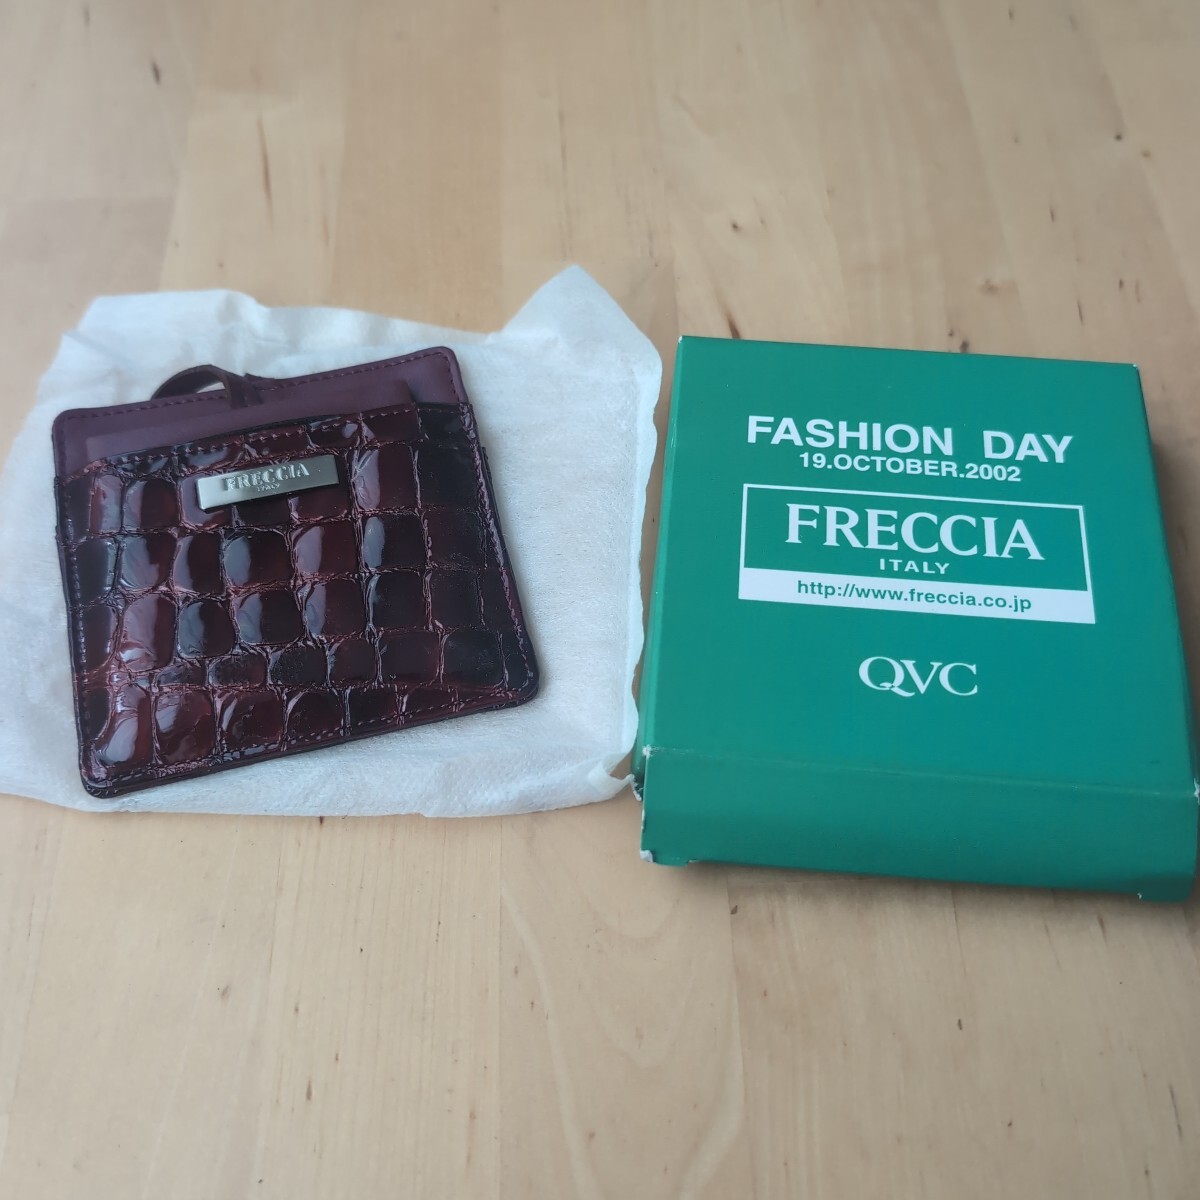 FRECCIA
ITALY
FASHION DAY
19.OCTOBER.2002
FRECCIA
ITALY
http://www.freccia.co.jp
QVC